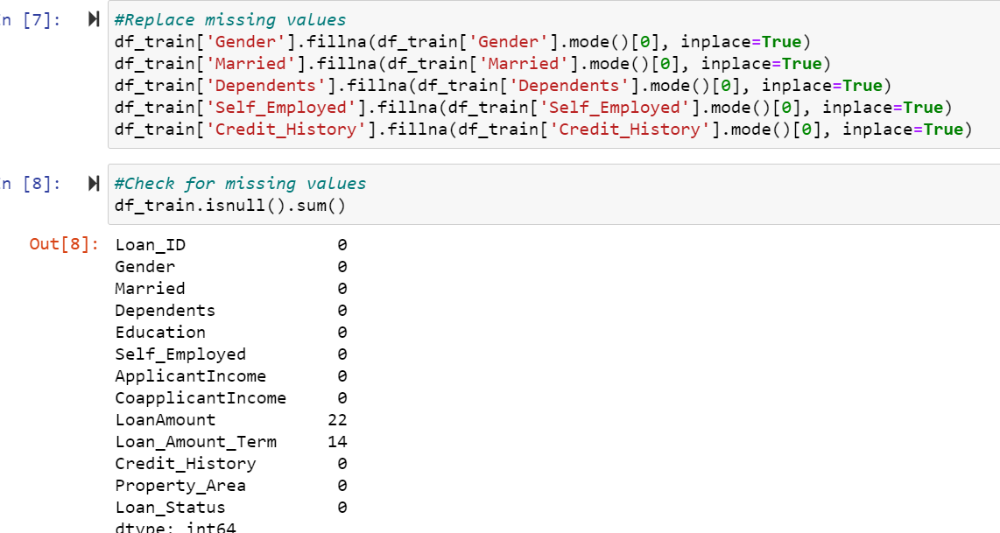 n [7]:
#Replace missing values
df_train['Gender'].fillna(df_train['Gender'].mode()[0], inplace=True)
df_train['Married'].fillna(df_train['Married'].mode()[0], inplace=True)
df_train['Dependents'].fillna(df_train['Dependents'].mode()[0], inplace=True)
df_train['Self_Employed'].fillna(df_train['Self_Employed'].mode()[0], inplace=True)
df_train['Credit_History'].fillna(df_train['Credit_History'].mode()[0], inplace=True)
n [8]:
#Check for missing values
df_train.isnull().sum()
Out[8]:
Loan_ID 0
Gender 0
Married 0
Dependents 0
Education 0
Self_Employed 0
ApplicantIncome 0
CoapplicantIncome 0
LoanAmount 22
Loan_Amount_Term 14
Credit_History 0
Property_Area 0
Loan_Status 0
dtype: int64